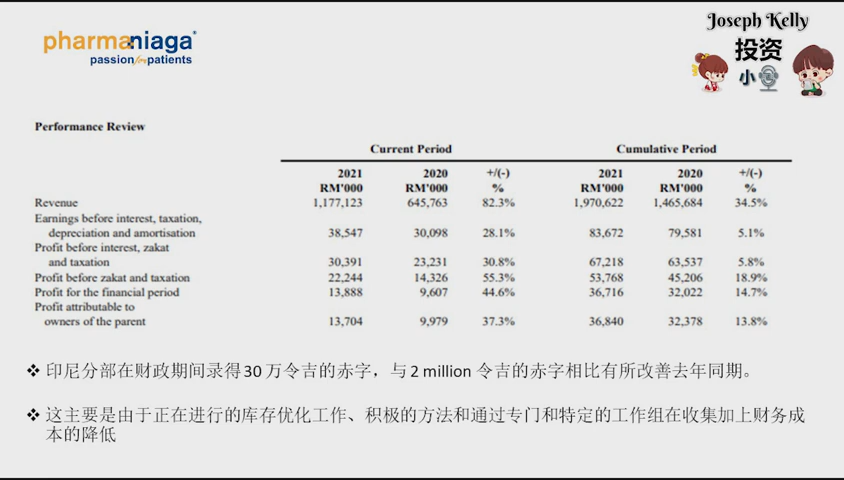 pharmaniaga
passion for patients
Joseph Kelly
投资
小
Performance Review
Current Period Cumulative Period
2021 2020 +/(-) 2021 2020 +/(-)
RM'000 RM'000 % RM'000 RM'000 %
Revenue 1,177,123 645,763 82.3% 1,970,622 1,465,684 34.5%
Earnings before interest, taxation,
depreciation and amortisation 38,547 30,098 28.1% 83,672 79,581 5.1%
Profit before interest, zakat
and taxation 30,391 23,231 30.8% 67,218 63,537 5.8%
Profit before zakat and taxation 22,244 14,326 55.3% 53,768 45,206 18.9%
Profit for the financial period 13,888 9,607 44.6% 36,716 32,022 14.7%
Profit attributable to
owners of the parent 13,704 9,979 37.3% 36,840 32,378 13.8%
❖ 印尼分部在财政期间录得30万令吉的赤字，与2 million 令吉的赤字相比有所改善去年同期。
❖ 这主要是由于正在进行的库存优化工作、积极的方法和通过专门和特定的工作组在收集加上财务成
本的降低